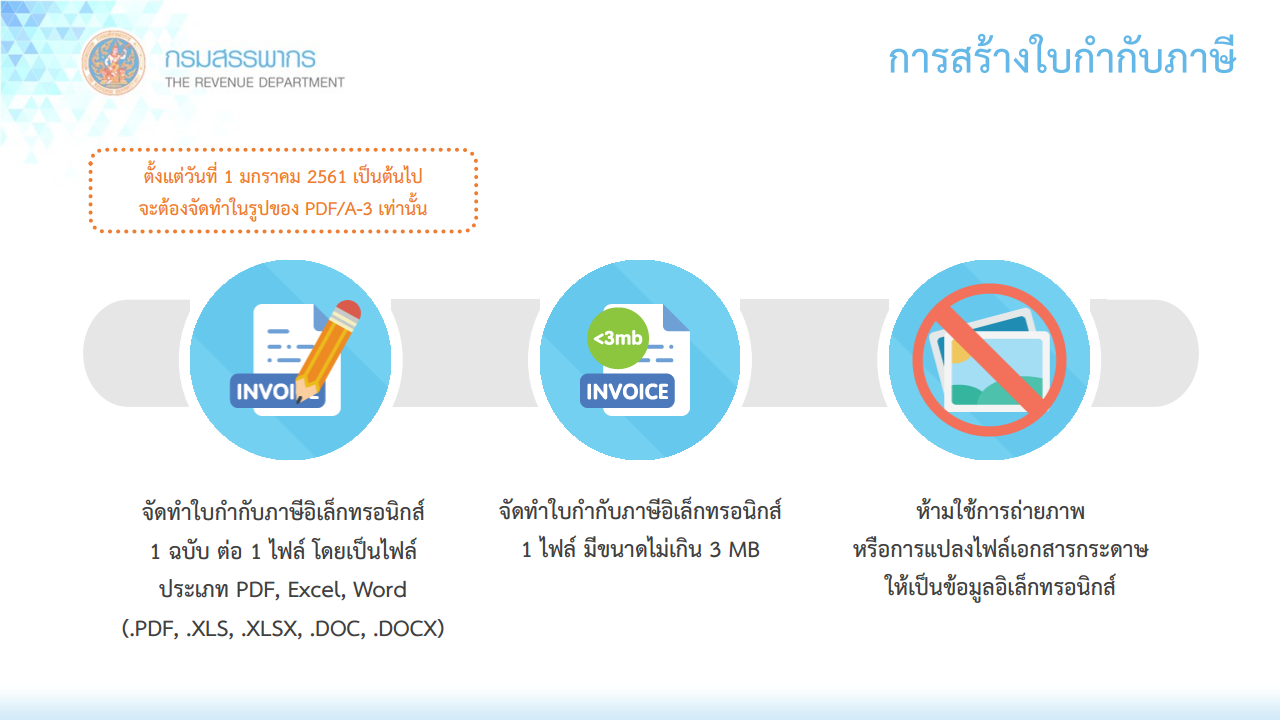 กรมสรรพากร
THE REVENUE DEPARTMENT
การสร้างใบกำกับภาษี
ตั้งแต่วันที่ 1 มกราคม 2561 เป็นต้นไป
จะต้องจัดทำในรูปของ PDF/A-3 เท่านั้น
INVOICE
<3mb
INVOICE
จัดทำใบกำกับภาษีอิเล็กทรอนิกส์
1 ฉบับ ต่อ 1 ไฟล์ โดยเป็นไฟล์
ประเภท PDF, Excel, Word
(.PDF, .XLS, .XLSX, .DOC, .DOCX)
จัดทำใบกำกับภาษีอิเล็กทรอนิกส์
1 ไฟล์ มีขนาดไม่เกิน 3 MB
ห้ามใช้การถ่ายภาพ
หรือการแปลงไฟล์เอกสารกระดาษ
ให้เป็นข้อมูลอิเล็กทรอนิกส์